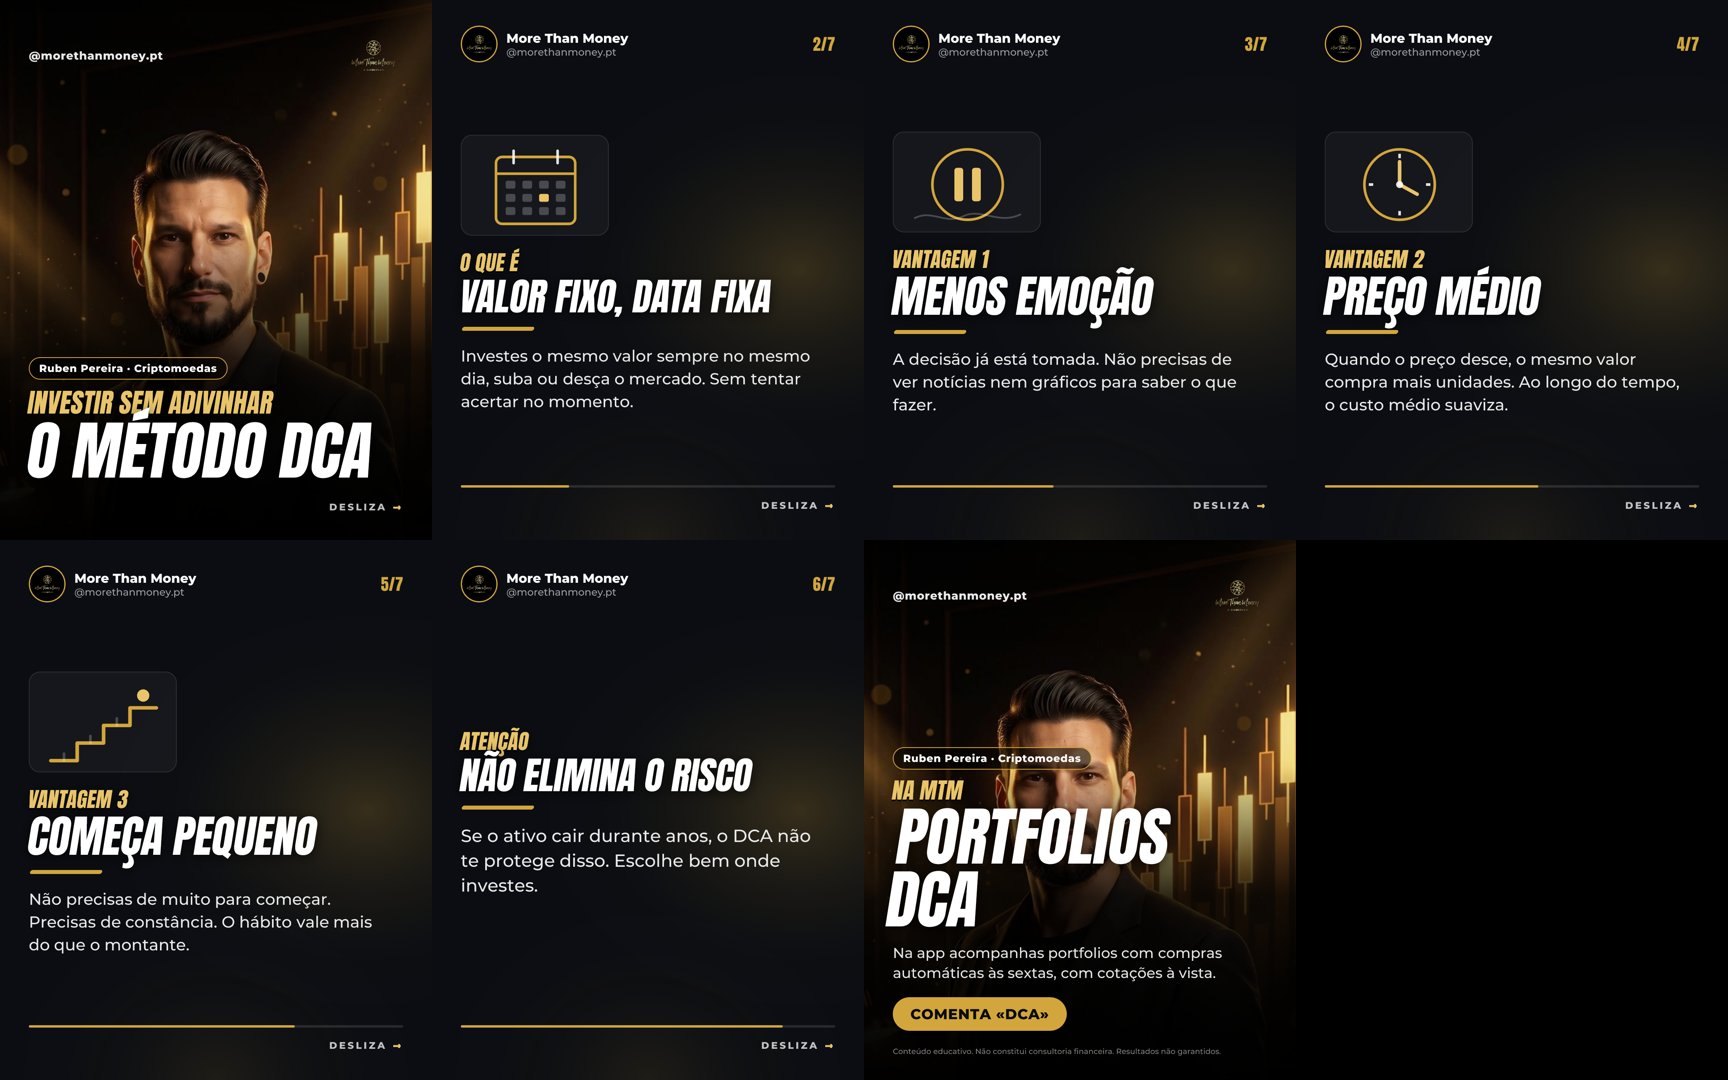 @morethanmoney.pt
More Than Money
Ruben Pereira · Criptomoedas
INVESTIR SEM ADIVINHAR
O MÉTODO DCA
DESLIZA →
More Than Money
@morethanmoney.pt
2/7
O QUE É
VALOR FIXO, DATA FIXA
Investes o mesmo valor sempre no mesmo
dia, suba ou desça o mercado. Sem tentar
acertar no momento.
DESLIZA →
More Than Money
@morethanmoney.pt
3/7
VANTAGEM 1
MENOS EMOÇÃO
A decisão já está tomada. Não precisas de
ver notícias nem gráficos para saber o que
fazer.
DESLIZA →
More Than Money
@morethanmoney.pt
4/7
VANTAGEM 2
PREÇO MÉDIO
Quando o preço desce, o mesmo valor
compra mais unidades. Ao longo do tempo,
o custo médio suaviza.
DESLIZA →
More Than Money
@morethanmoney.pt
5/7
VANTAGEM 3
COMEÇA PEQUENO
Não precisas de muito para começar.
Precisas de constância. O hábito vale mais
do que o montante.
DESLIZA →
More Than Money
@morethanmoney.pt
6/7
ATENÇÃO
NÃO ELIMINA O RISCO
Se o ativo cair durante anos, o DCA não
te protege disso. Escolhe bem onde
investes.
DESLIZA →
@morethanmoney.pt
More Than Money
Ruben Pereira · Criptomoedas
NA MTM
PORTFOLIOS
DCA
Na app acompanhas portfolios com compras
automáticas às sextas, com cotações à vista.
COMENTA «DCA»
Conteúdo educativo. Não constitui consultoria financeira. Resultados não garantidos.